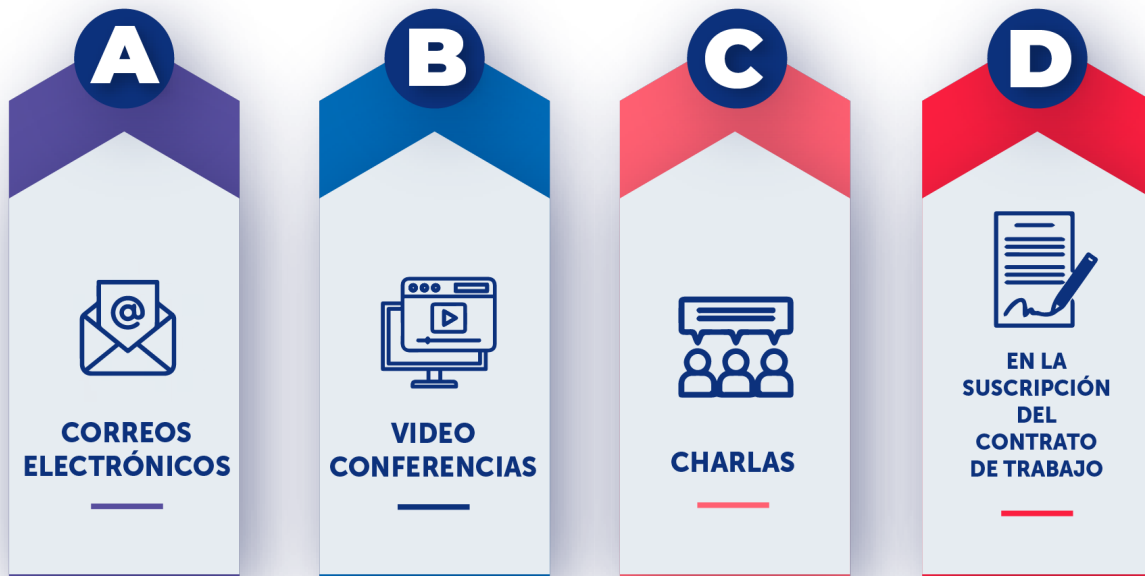 A
CORREOS
ELECTRÓNICOS
B
VIDEO
CONFERENCIAS
C
CHARLAS
D
EN LA
SUSCRIPCIÓN
DEL
CONTRATO
DE TRABAJO